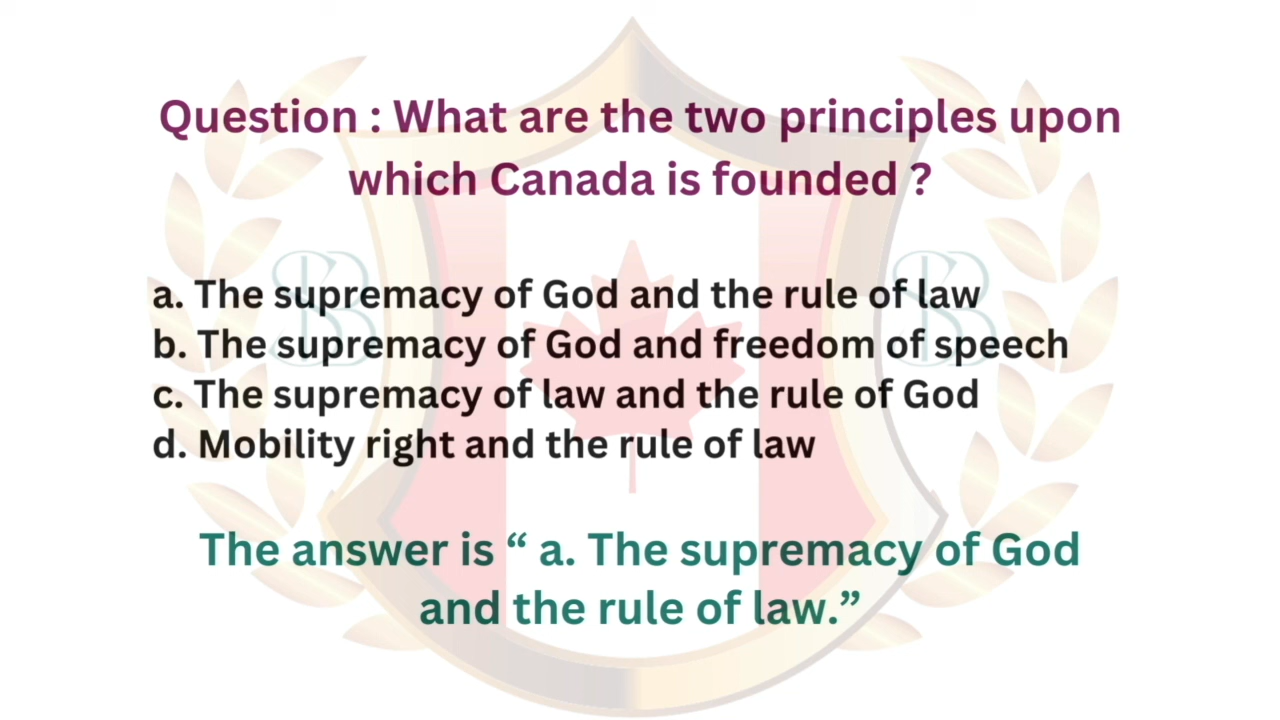 Question : What are the two principles upon
which Canada is founded ?
a. The supremacy of God and the rule of law
b. The supremacy of God and freedom of speech
c. The supremacy of law and the rule of God
d. Mobility right and the rule of law
The answer is “ a. The supremacy of God
and the rule of law.”